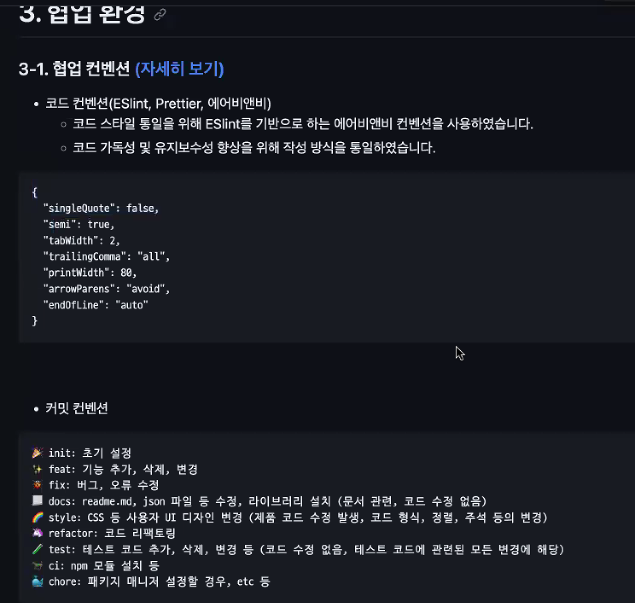 3. 협업 환경
3-1. 협업 컨벤션 (자세히 보기)
코드 컨벤션(ESlint, Prettier, 에어비앤비)
코드 스타일 통일을 위해 ESlint를 기반으로 하는 에어비앤비 컨벤션을 사용하였습니다.
코드 가독성 및 유지보수성 향상을 위해 작성 방식을 통일하였습니다.
{
"singleQuote": false,
"semi": true,
"tabWidth": 2,
"trailingComma": "all",
"printWidth": 80,
"arrowParens": "avoid",
"endOfLine": "auto"
}
커밋 컨벤션
🎉 init: 초기 설정
✨ feat: 기능 추가, 삭제, 변경
🐞 fix: 버그, 오류 수정
📃 docs: readme.md, json 파일 등 수정, 라이브러리 설치 (문서 관련, 코드 수정 없음)
🌈 style: CSS 등 사용자 UI 디자인 변경 (제품 코드 수정 발생, 코드 형식, 정렬, 주석 등의 변경)
🦄 refactor: 코드 리팩토링
🧪 test: 테스트 코드 추가, 삭제, 변경 등 (코드 수정 없음, 테스트 코드에 관련된 모든 변경에 해당)
🐎 ci: npm 모듈 설치 등
🐳 chore: 패키지 매니저 설정할 경우, etc 등